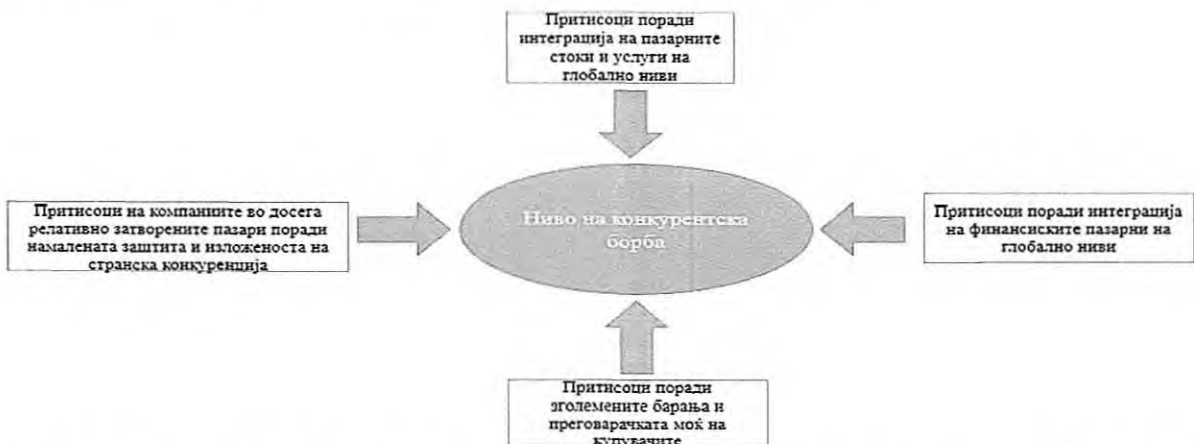 Притисоци поради
интеграција на пазарните
стоки и услуги на
глобално ниви
Притисоци на компаниите во досега
релативно затворените пазари поради
намалената заштита и изложеноста на
странска конкуренција
Ниво на конкурентска
борба
Притисоци поради интеграција
на финансиските пазарни на
глобално ниви
Притисоци поради
зголемените барања и
преговарачката моќ на
купувачите